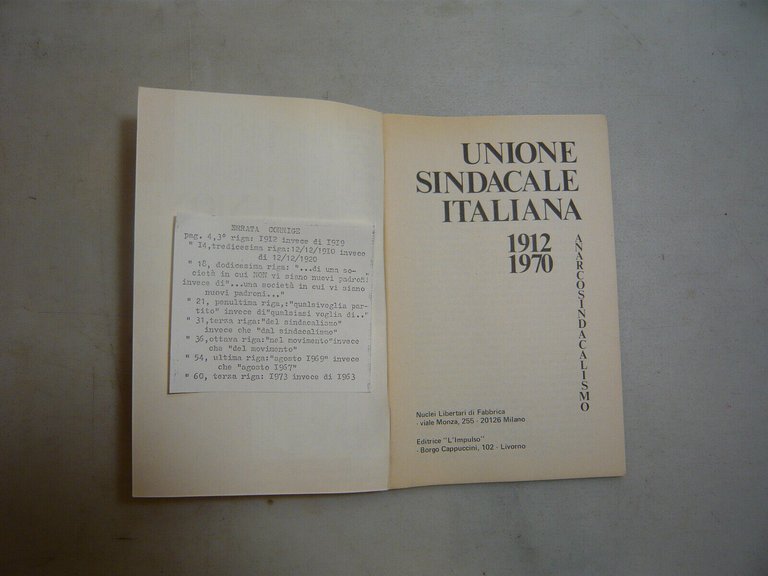 ERRATA CORRIGE
pag. 4,3° riga: 1912 invece di 1919
" 14,tredicesima riga:12/12/1910 invece
di 12/12/1920
" 18, dodicesima riga: "...di una so-
cietà in cui NON vi siano nuovi padroni"
invece di"...una società in cui vi siano
nuovi padroni..."
" 21, penultima riga,:"qualsivoglia par-
tito" invece di"qualsiasi voglia di.."
" 31,terza riga:"del sindacalismo"
invece che "dal sindacalismo"
" 36,ottava riga:"nel movimento"invece
che "del movimento"
" 54, ultima riga:"agosto 1969" invece
che "agosto 1967"
" 60, terza riga: 1973 invece di 1963
UNIONE
SINDACALE
ITALIANA
1912
1970
ANARCOSINDACALISMO
Nuclei Libertari di Fabbrica
- viale Monza, 255 - 20126 Milano
Editrice "L'Impulso"
- Borgo Cappuccini, 102 - Livorno